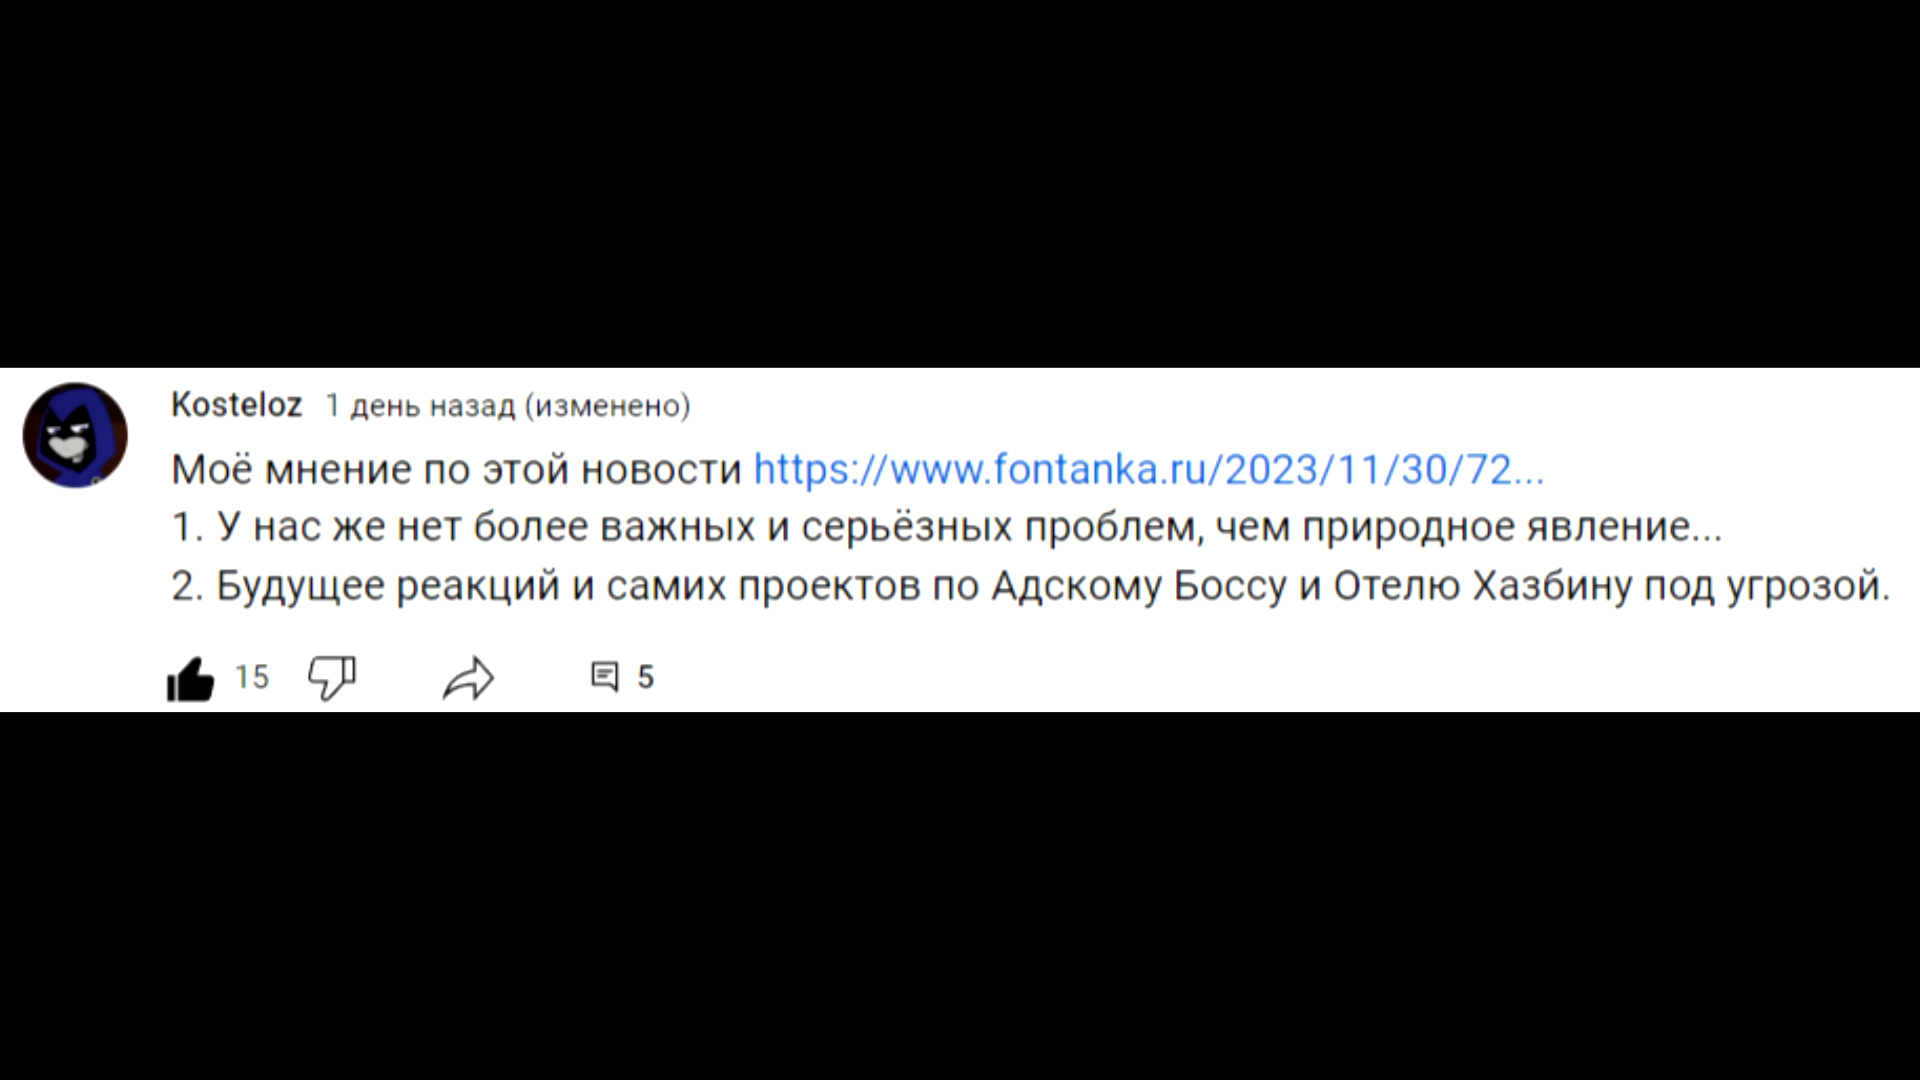 Kosteloz 1 день назад (изменено)
Моё мнение по этой новости https://www.fontanka.ru/2023/11/30/72...
1. У нас же нет более важных и серьёзных проблем, чем природное явление...
2. Будущее реакций и самих проектов по Адскому Боссу и Отелю Хазбину под угрозой.
15 5